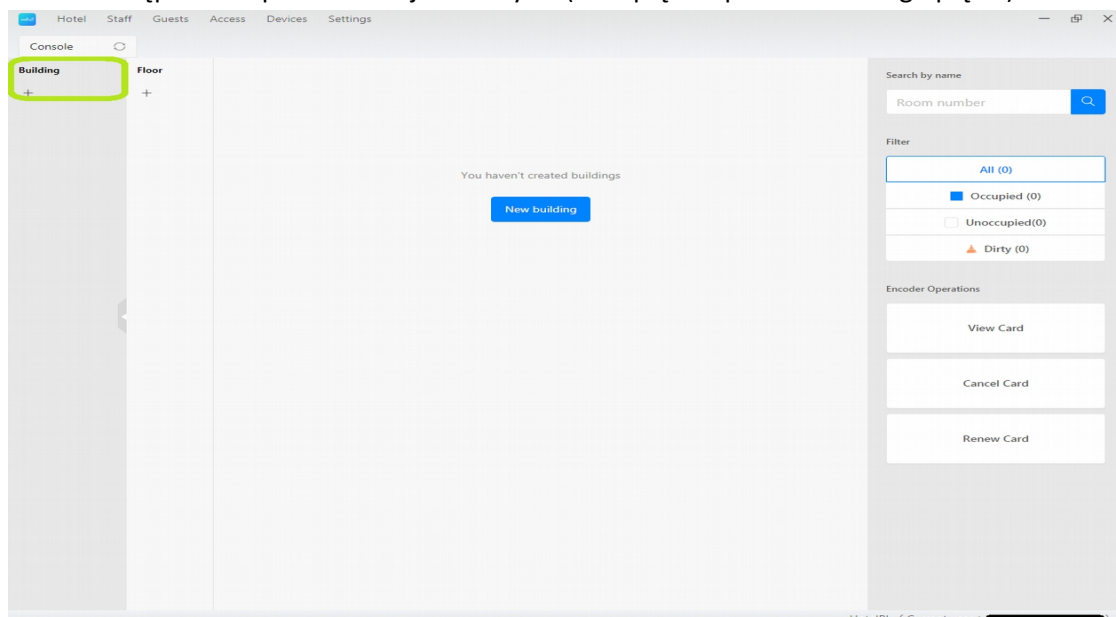 Hotel Staff Guests Access Devices Settings
Console
Building Floor
+ +
Search by name
Room number
Filter
All (0)
Occupied (0)
Unoccupied(0)
Dirty (0)
You haven't created buildings
New building
Encoder Operations
View Card
Cancel Card
Renew Card